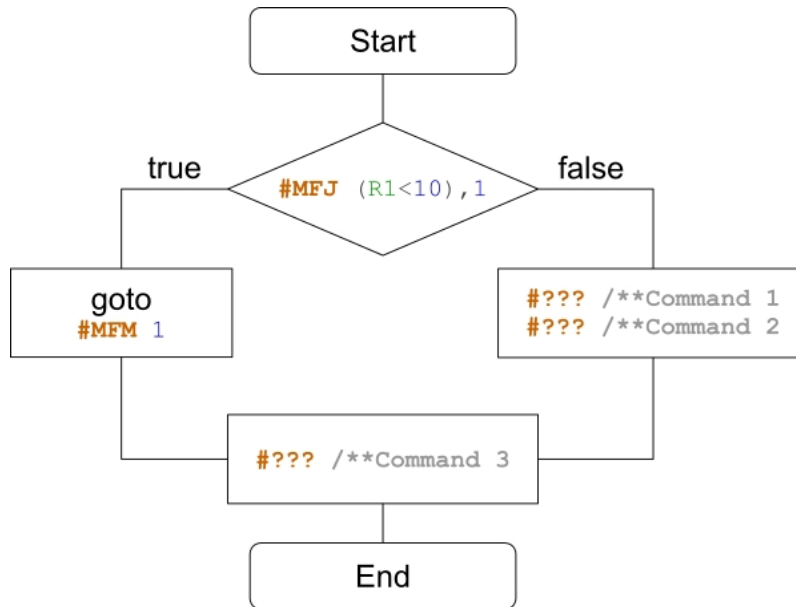 Start
true
false
#MFJ (R1<10),1
goto
#MFM 1
#??? /**Command 1
#??? /**Command 2
#??? /**Command 3
End